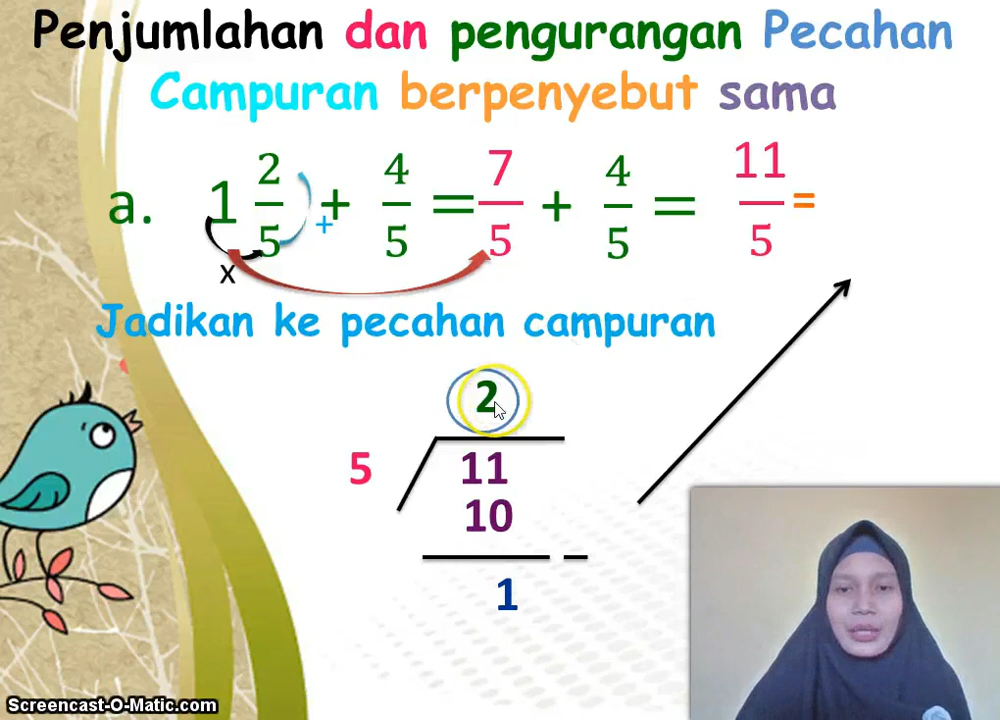 Penjumlahan dan pengurangan Pecahan
Campuran berpenyebut sama
a. 1 2/5 + 4/5 = 7/5 + 4/5 = 11/5 =
+
x
Jadikan ke pecahan campuran
2
5 11
10
–
1
Screencast-O-Matic.com